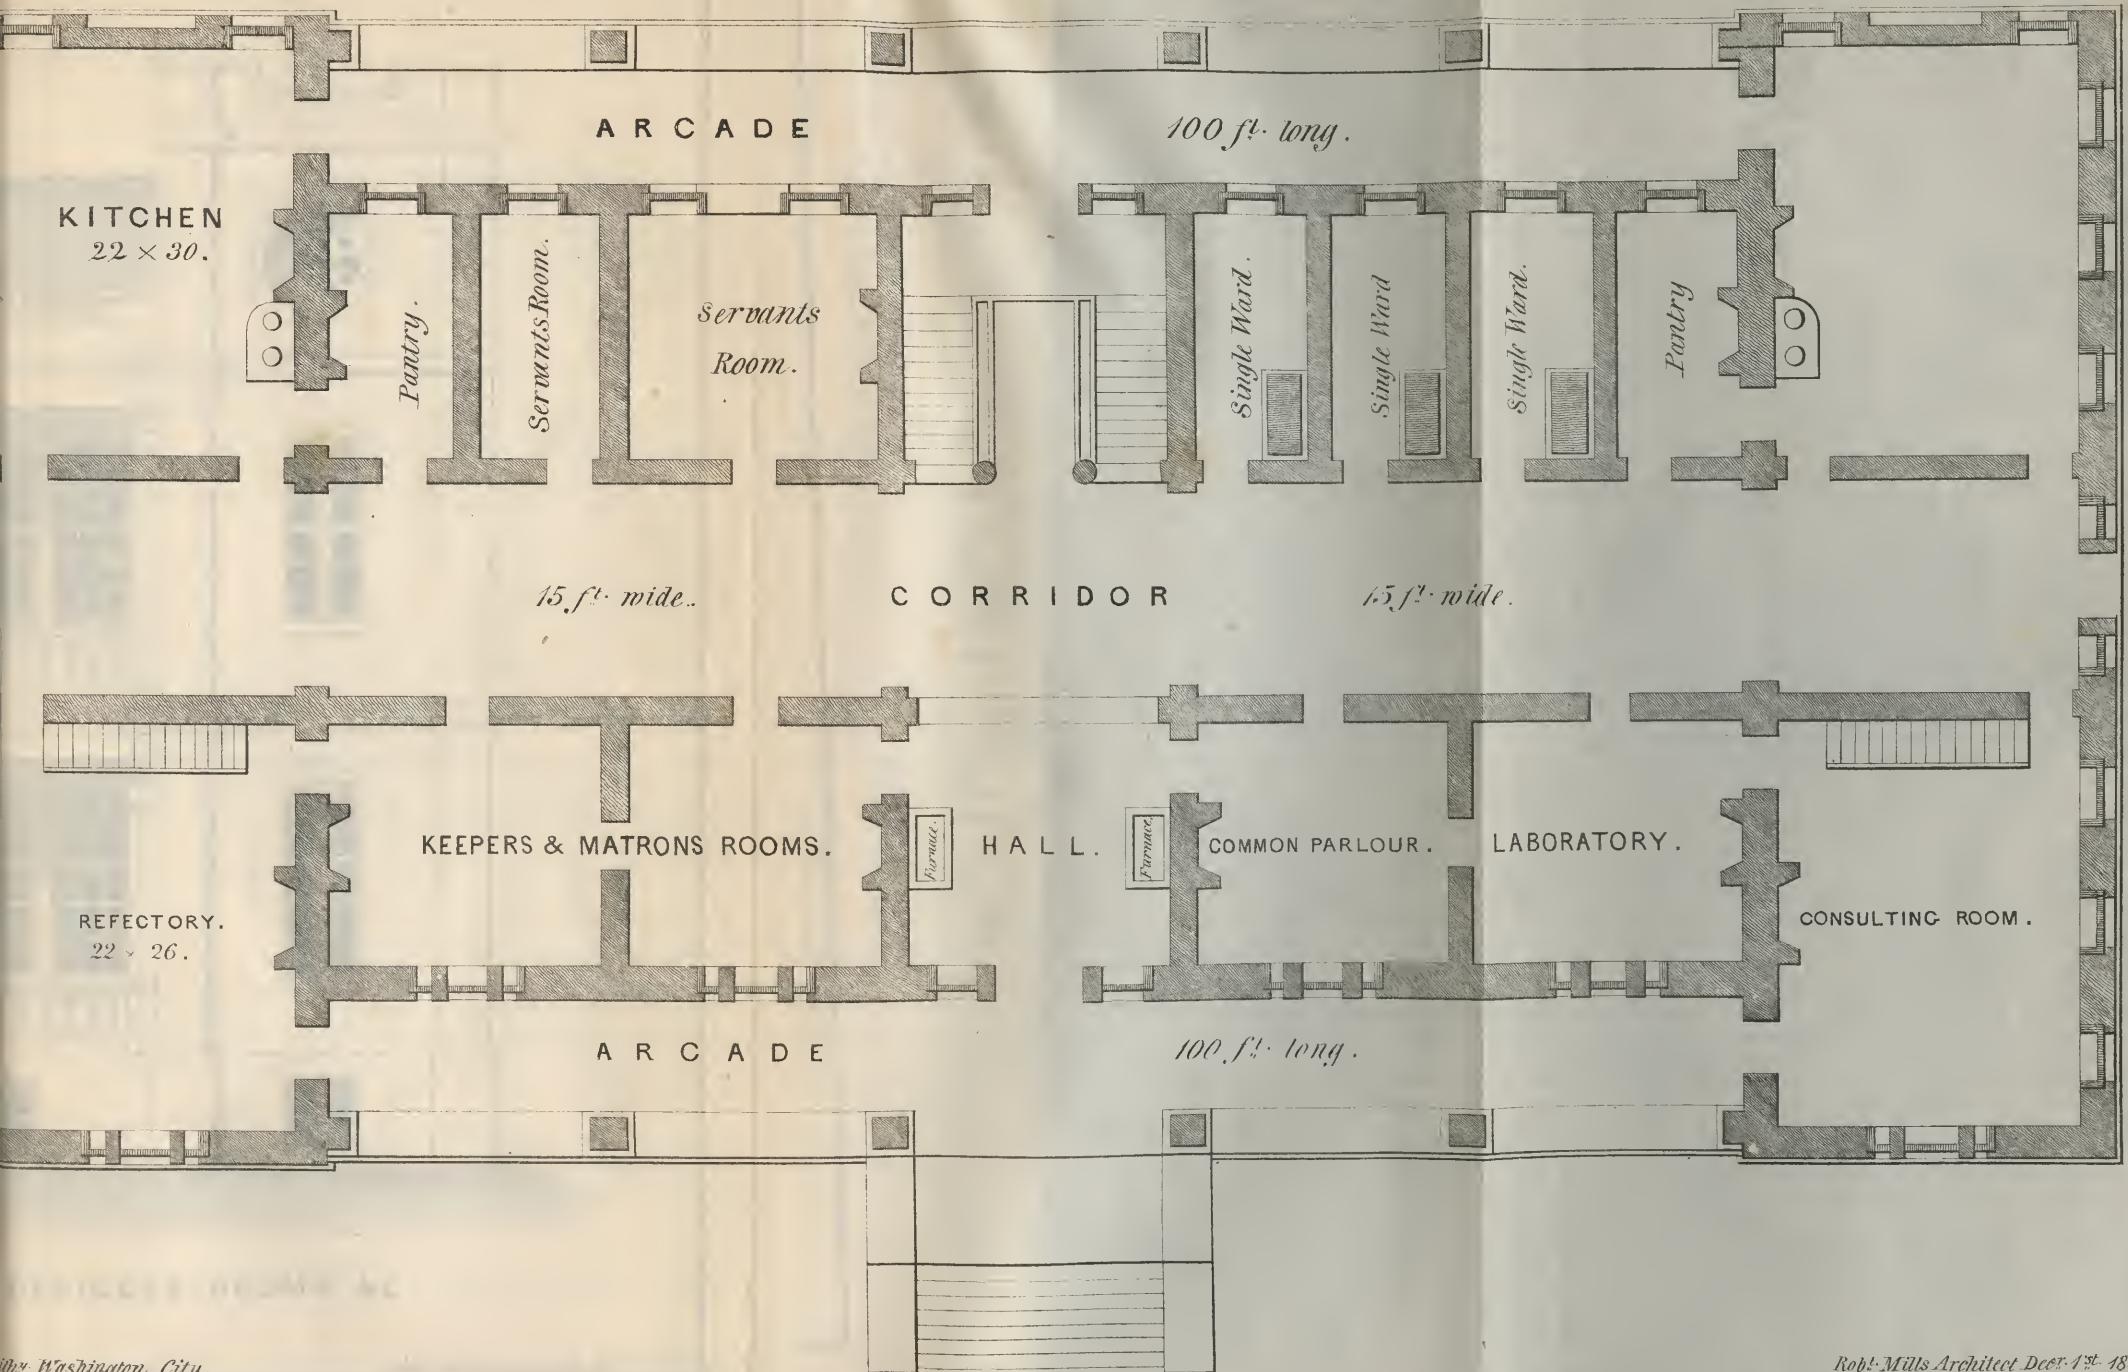 ARCADE 100 ft. long.
KITCHEN
22 × 30.
Pantry.
Servants Room.
Servants
Room.
Single Ward.
Single Ward
Single Ward.
Pantry
15 ft. wide. CORRIDOR 15 ft. wide.
KEEPERS & MATRONS ROOMS.
Furnace.
HALL.
Furnace.
COMMON PARLOUR.
LABORATORY.
REFECTORY.
22 × 26.
CONSULTING ROOM.
ARCADE 100 ft. long.
Washington City
Robt. Mills Architect Decr. 1st. 18